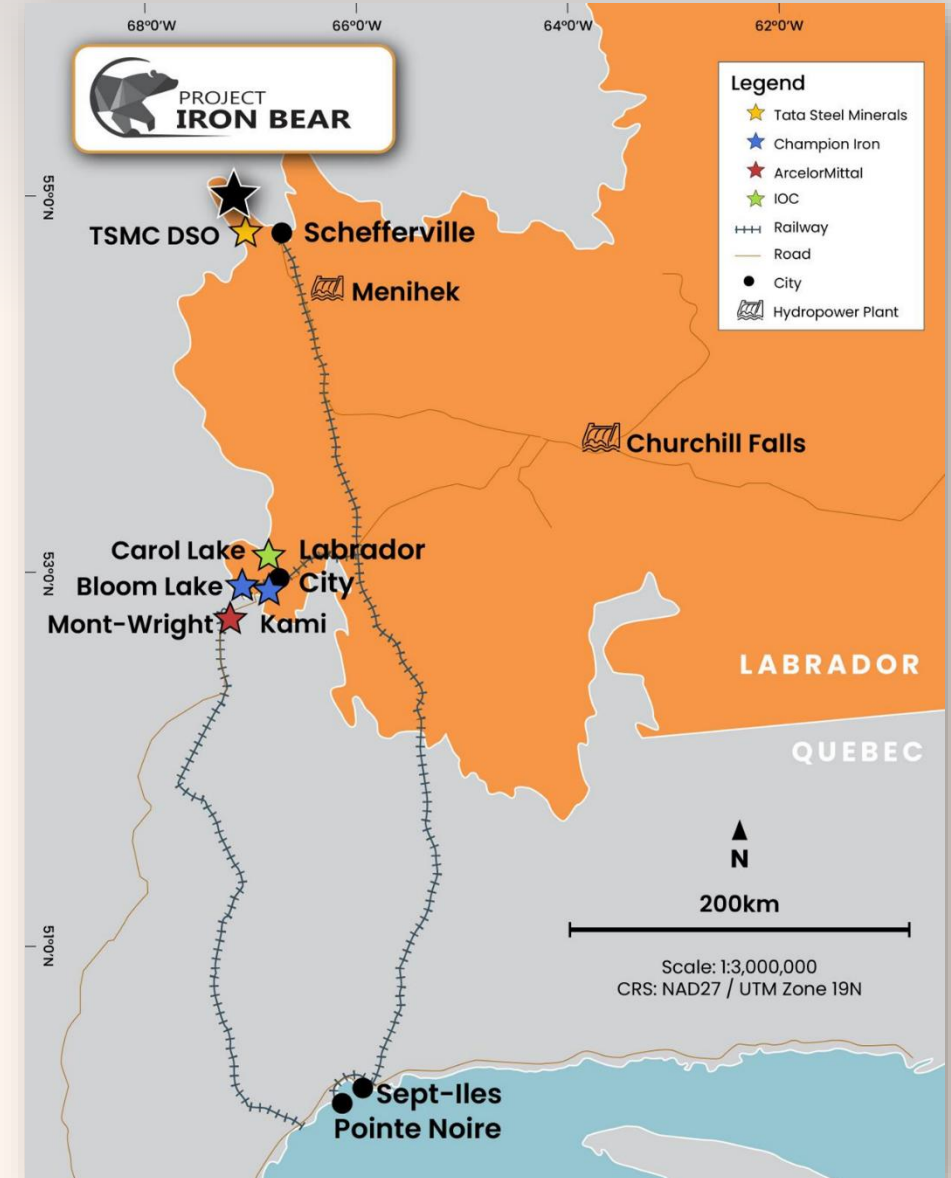 68°0'W
66°0'W
64°0'W
62°0'W
PROJECT
IRON BEAR
Legend
Tata Steel Minerals
Champion Iron
ArcelorMittal
IOC
Railway
Road
City
Hydropower Plant
55°0'N
TSMC DSO
Schefferville
Menihek
Churchill Falls
53°0'N
Carol Lake
Labrador
City
Bloom Lake
Mont-Wright
Kami
LABRADOR
QUEBEC
N
200km
51°0'N
Scale: 1:3,000,000
CRS: NAD27 / UTM Zone 19N
Sept-Iles
Pointe Noire